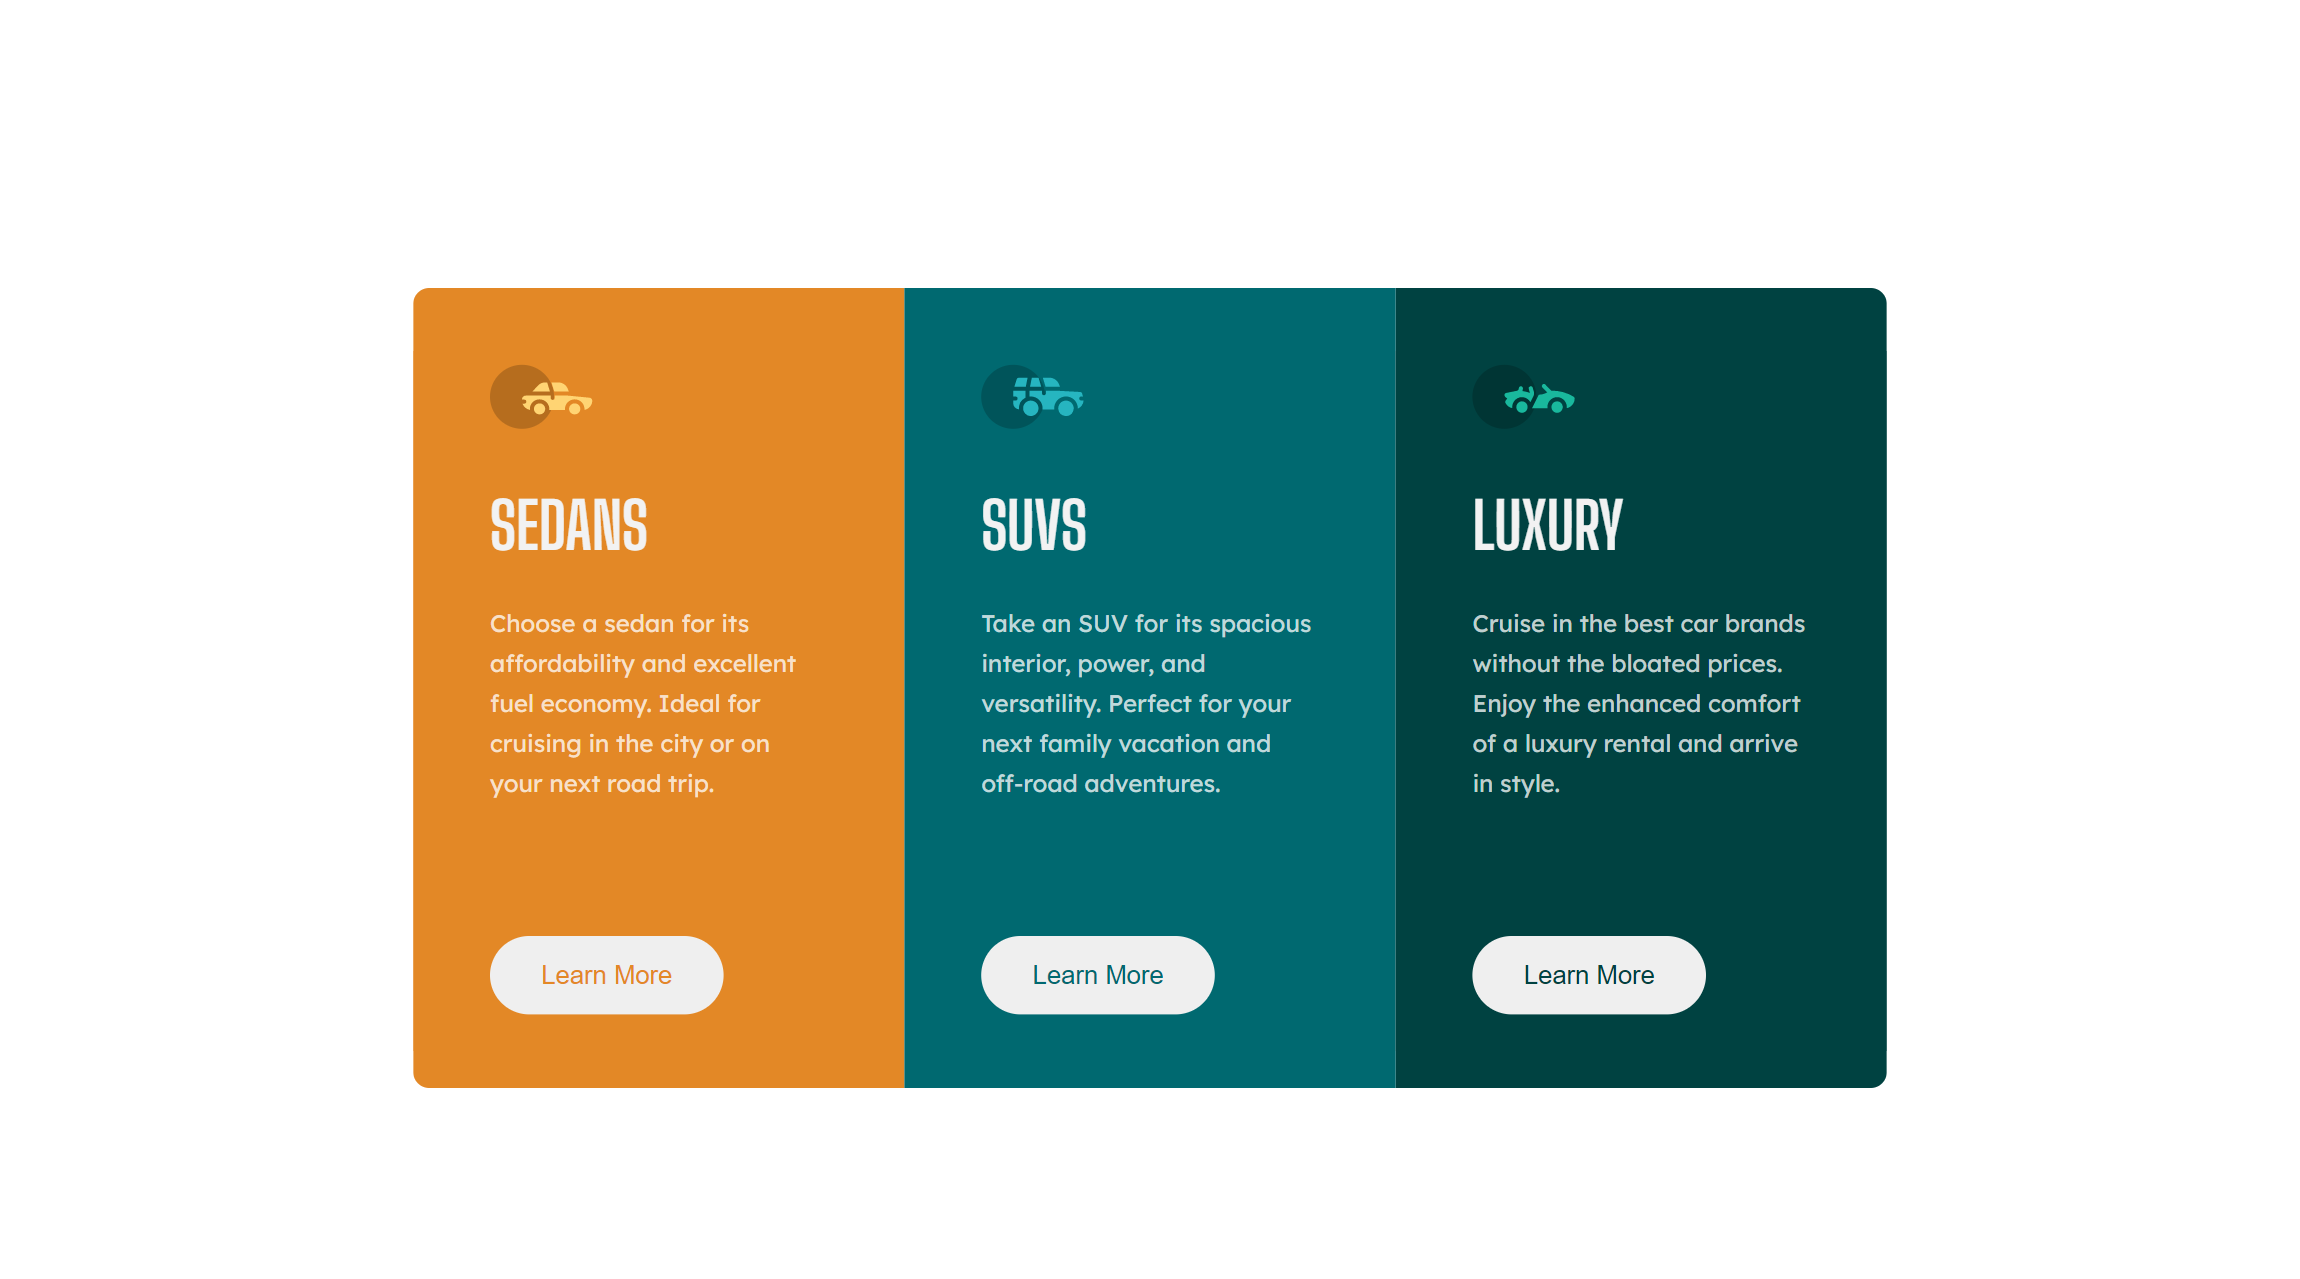 SEDANS
Choose a sedan for its
affordability and excellent
fuel economy. Ideal for
cruising in the city or on
your next road trip.
Learn More
SUVS
Take an SUV for its spacious
interior, power, and
versatility. Perfect for your
next family vacation and
off-road adventures.
Learn More
LUXURY
Cruise in the best car brands
without the bloated prices.
Enjoy the enhanced comfort
of a luxury rental and arrive
in style.
Learn More